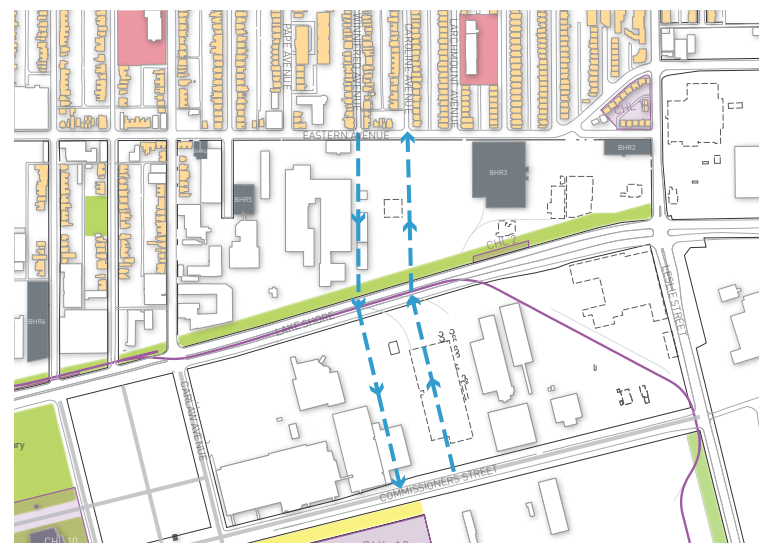 PAPE AVENUE
WINNIFRED AVENUE
CAROLINE AVENUE
LARCHMOUNT AVENUE
CHL
EASTERN AVENUE
BHR2
BHR3
BHR5
CHL 2
LESLIE STREET
LAKE SHORE
BHR6
CARLAW AVENUE
ary
COMMISSIONERS STREET
CHL 10